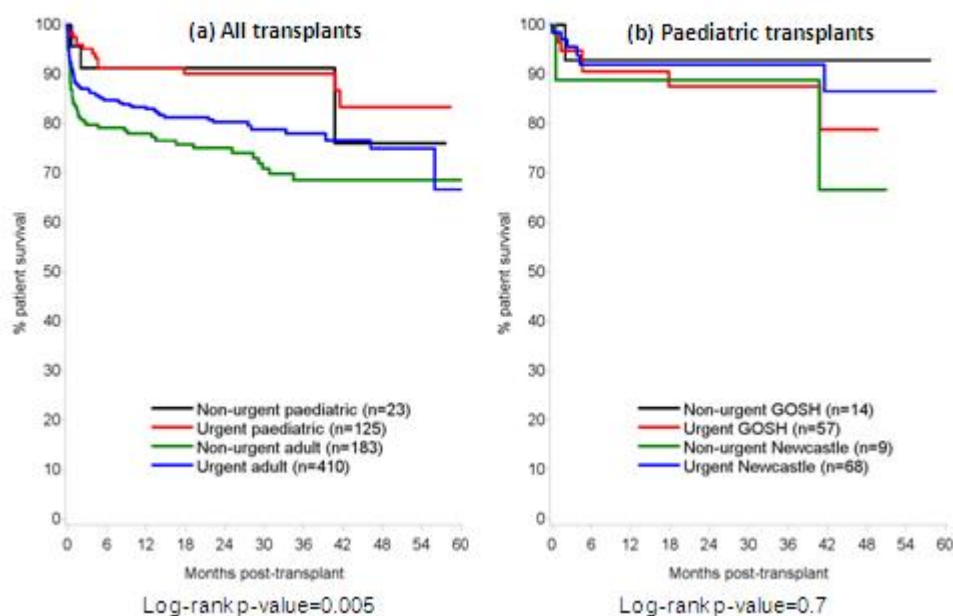 (a) All transplants
100
90
80
70
60
50
40
30
20
10
0
% patient survival
Non-urgent paediatric (n=23)
Urgent paediatric (n=125)
Non-urgent adult (n=183)
Urgent adult (n=410)
0 6 12 18 24 30 36 42 48 54 60
Months post-transplant
Log-rank p-value=0.005
(b) Paediatric transplants
100
90
80
70
60
50
40
30
20
10
0
% patient survival
Non-urgent GOSH (n=14)
Urgent GOSH (n=57)
Non-urgent Newcastle (n=9)
Urgent Newcastle (n=68)
0 6 12 18 24 30 36 42 48 54 60
Months post-transplant
Log-rank p-value=0.7